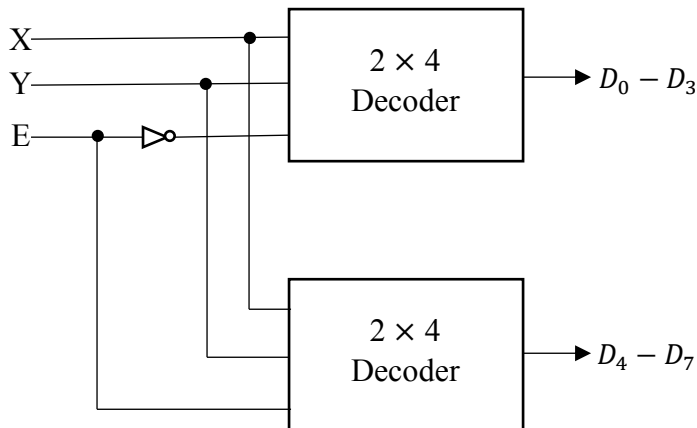 X
Y
E
2 × 4
Decoder
D₀ − D₃
2 × 4
Decoder
D₄ − D₇